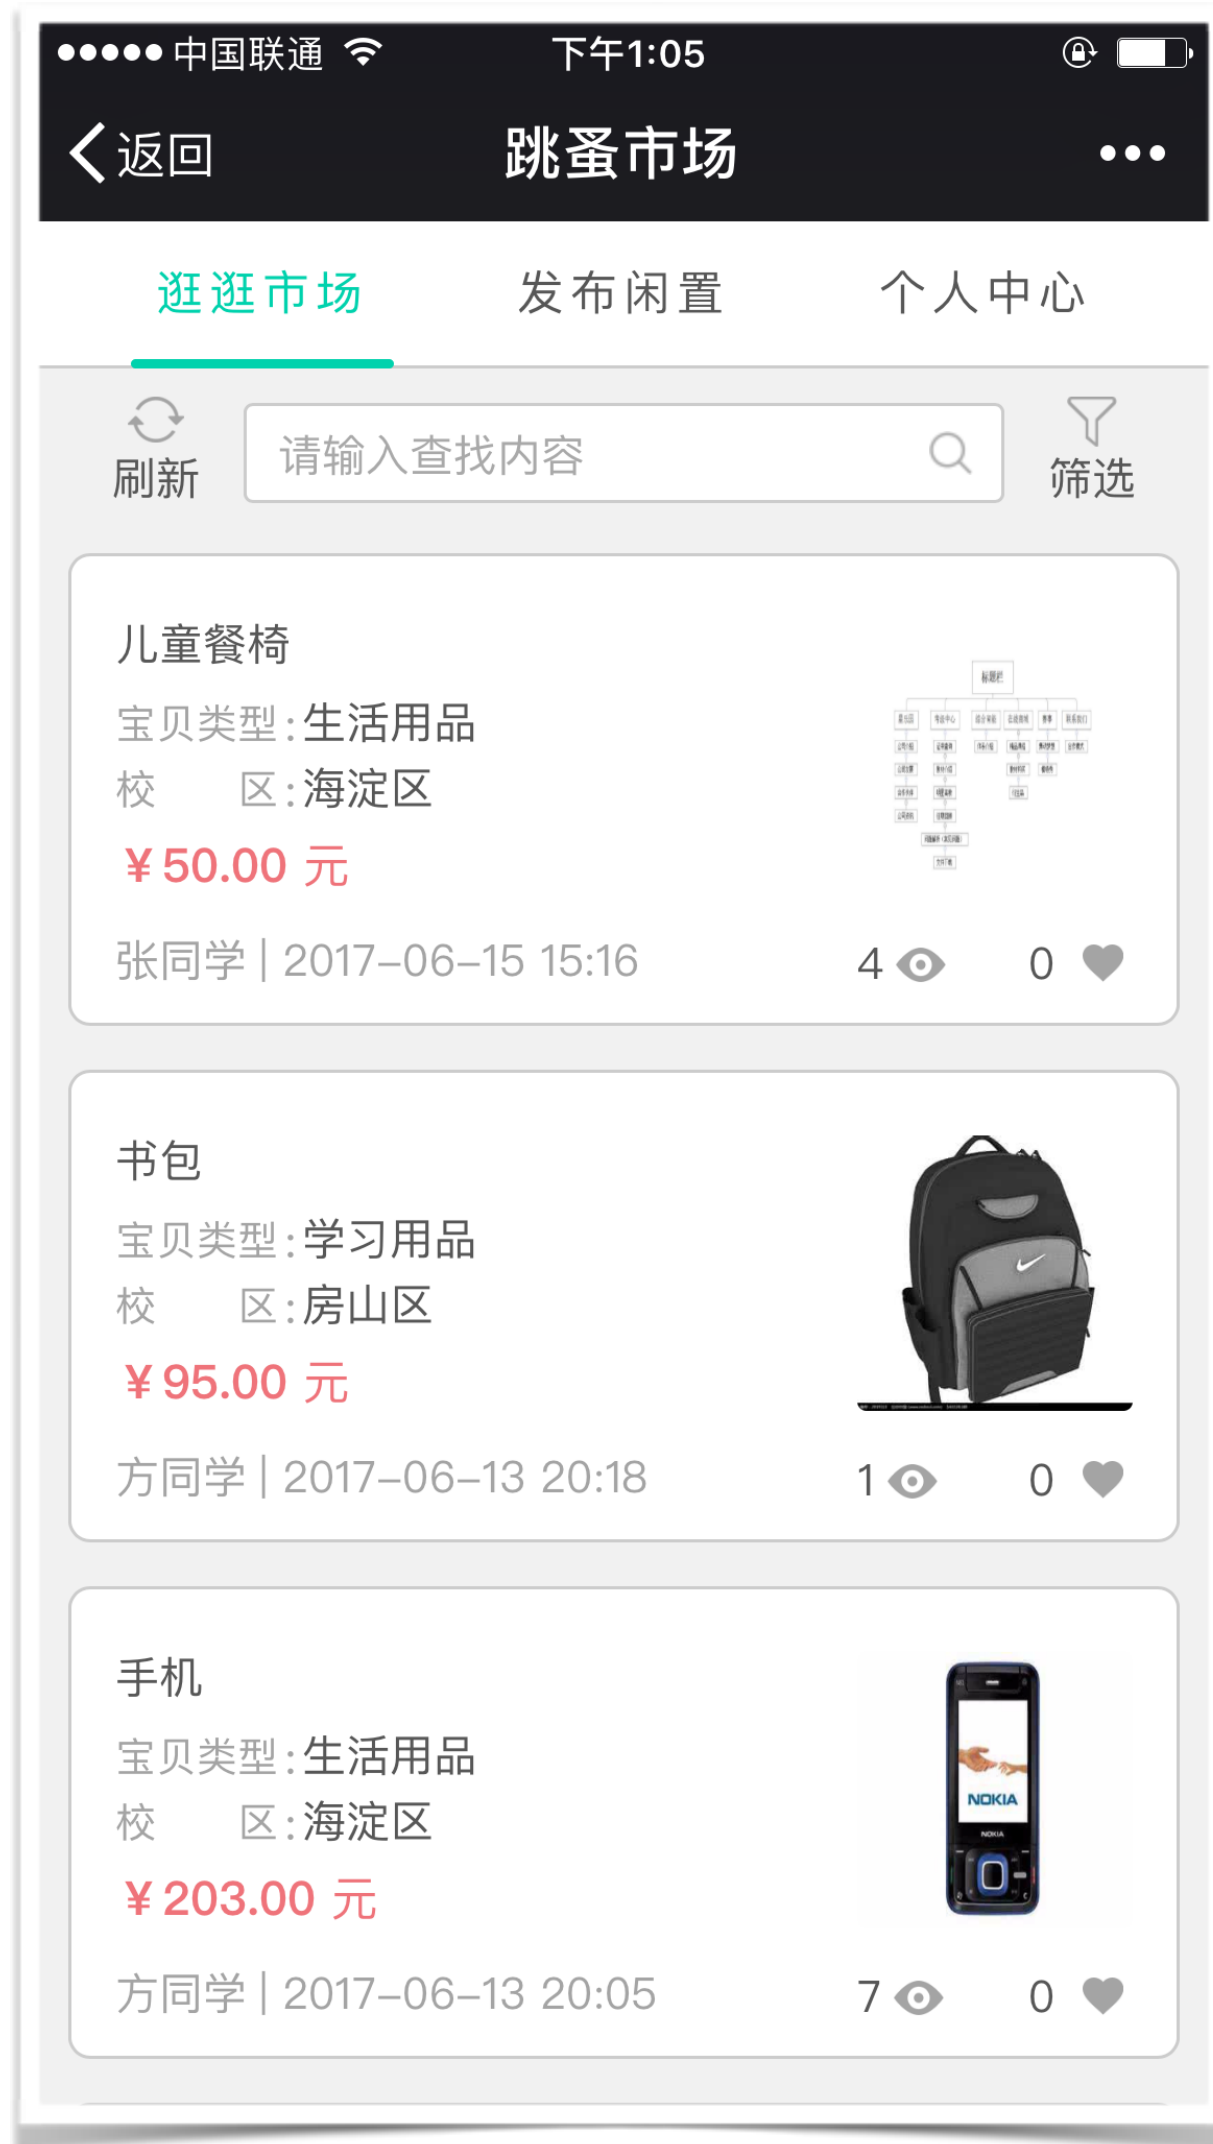 中国联通 下午1:05
返回 跳蚤市场
逛逛市场 发布闲置 个人中心
刷新 请输入查找内容 筛选
儿童餐椅
宝贝类型:生活用品
校 区:海淀区
¥50.00 元
张同学 | 2017-06-15 15:16 4 0
标题栏
书包
宝贝类型:学习用品
校 区:房山区
¥95.00 元
方同学 | 2017-06-13 20:18 1 0
手机
宝贝类型:生活用品
校 区:海淀区
¥203.00 元
NOKIA
NOKIA
方同学 | 2017-06-13 20:05 7 0